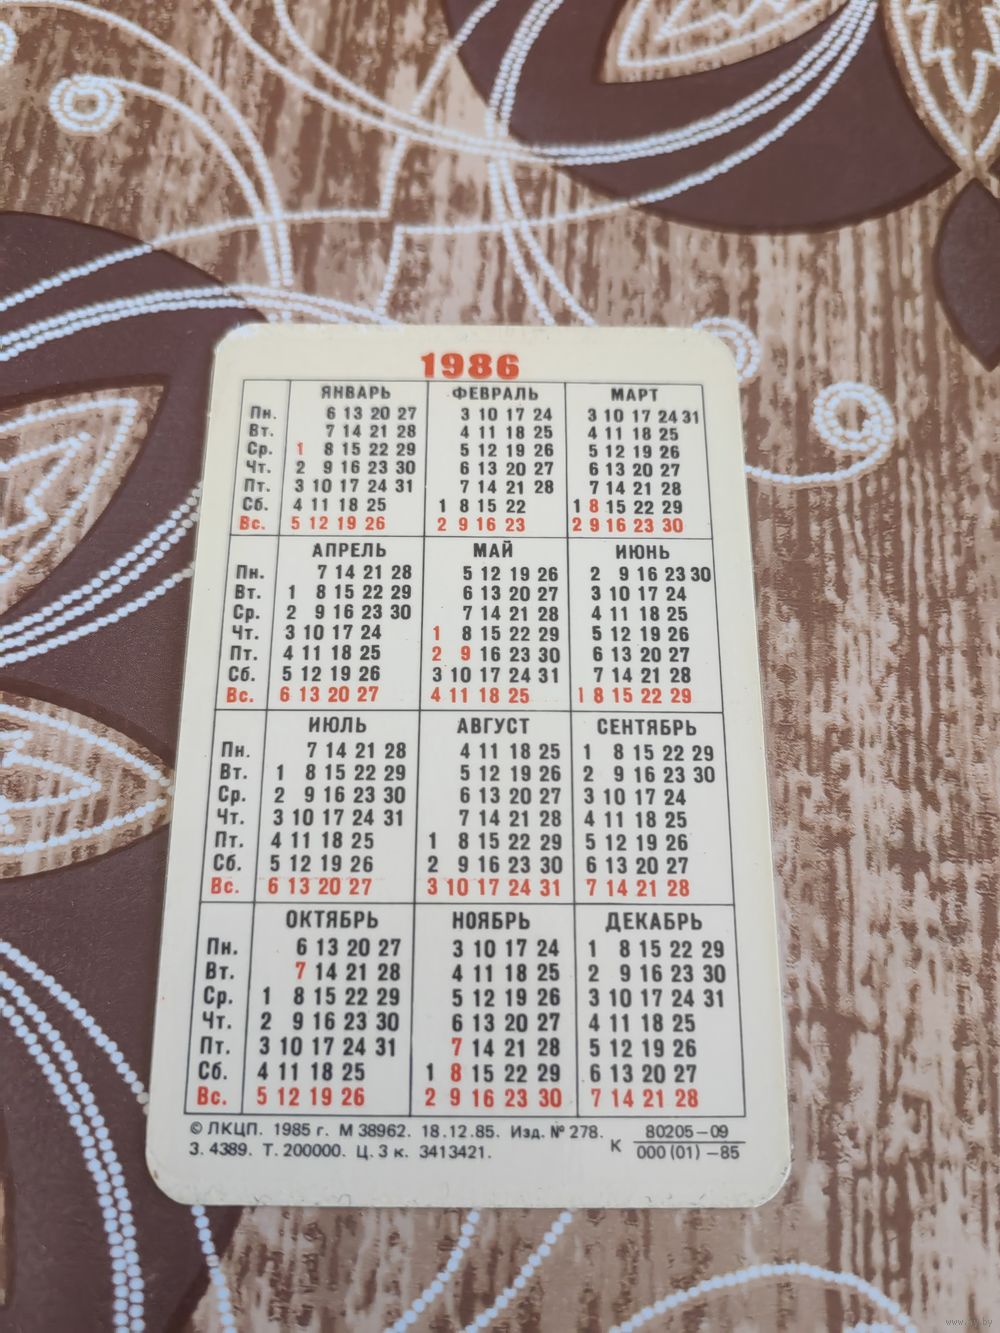 1986
ЯНВАРЬ ФЕВРАЛЬ МАРТ
Пн. 6 13 20 27 3 10 17 24 3 10 17 24 31
Вт. 7 14 21 28 4 11 18 25 4 11 18 25
Ср. 1 8 15 22 29 5 12 19 26 5 12 19 26
Чт. 2 9 16 23 30 6 13 20 27 6 13 20 27
Пт. 3 10 17 24 31 7 14 21 28 7 14 21 28
Сб. 4 11 18 25 1 8 15 22 1 8 15 22 29
Вс. 5 12 19 26 2 9 16 23 2 9 16 23 30
АПРЕЛЬ МАЙ ИЮНЬ
Пн. 7 14 21 28 5 12 19 26 2 9 16 23 30
Вт. 1 8 15 22 29 6 13 20 27 3 10 17 24
Ср. 2 9 16 23 30 7 14 21 28 4 11 18 25
Чт. 3 10 17 24 1 8 15 22 29 5 12 19 26
Пт. 4 11 18 25 2 9 16 23 30 6 13 20 27
Сб. 5 12 19 26 3 10 17 24 31 7 14 21 28
Вс. 6 13 20 27 4 11 18 25 1 8 15 22 29
ИЮЛЬ АВГУСТ СЕНТЯБРЬ
Пн. 7 14 21 28 4 11 18 25 1 8 15 22 29
Вт. 1 8 15 22 29 5 12 19 26 2 9 16 23 30
Ср. 2 9 16 23 30 6 13 20 27 3 10 17 24
Чт. 3 10 17 24 31 7 14 21 28 4 11 18 25
Пт. 4 11 18 25 1 8 15 22 29 5 12 19 26
Сб. 5 12 19 26 2 9 16 23 30 6 13 20 27
Вс. 6 13 20 27 3 10 17 24 31 7 14 21 28
ОКТЯБРЬ НОЯБРЬ ДЕКАБРЬ
Пн. 6 13 20 27 3 10 17 24 1 8 15 22 29
Вт. 7 14 21 28 4 11 18 25 2 9 16 23 30
Ср. 1 8 15 22 29 5 12 19 26 3 10 17 24 31
Чт. 2 9 16 23 30 6 13 20 27 4 11 18 25
Пт. 3 10 17 24 31 7 14 21 28 5 12 19 26
Сб. 4 11 18 25 1 8 15 22 29 6 13 20 27
Вс. 5 12 19 26 2 9 16 23 30 7 14 21 28
© ЛКЦП. 1985 г. М 38962. 18.12.85. Изд. № 278. К 80205—09
З. 4389. Т. 200000. Ц. 3 к. 3413421. 000(01)—85